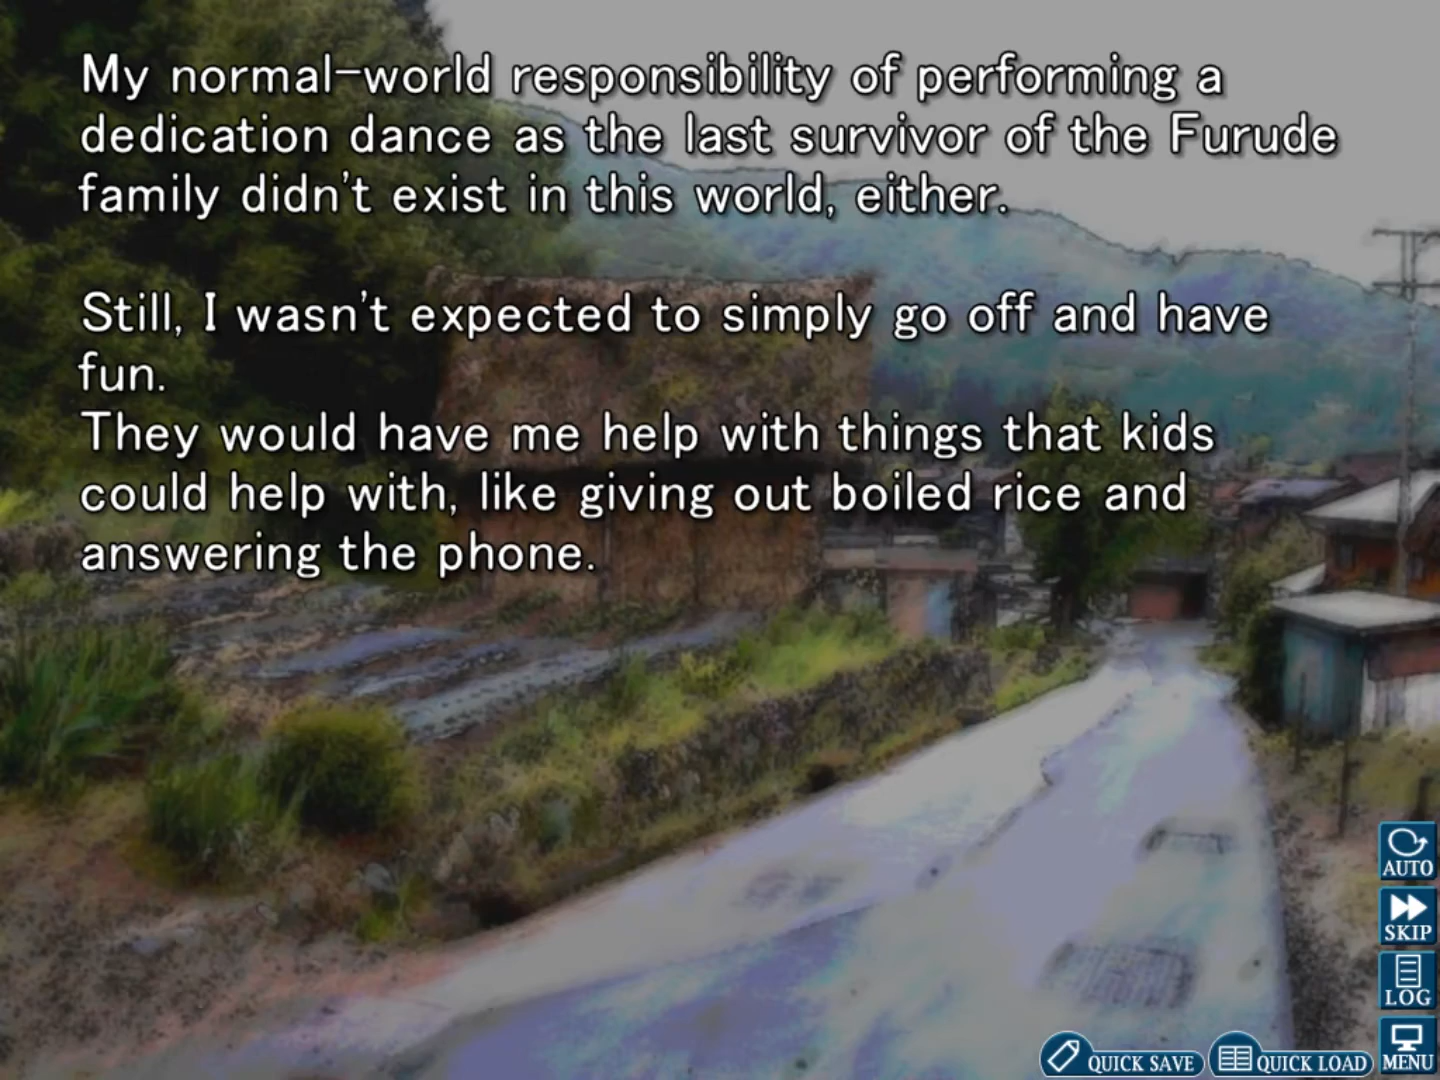 My normal-world responsibility of performing a
dedication dance as the last survivor of the Furude
family didn't exist in this world, either.
Still, I wasn't expected to simply go off and have
fun.
They would have me help with things that kids
could help with, like giving out boiled rice and
answering the phone.
AUTO
SKIP
LOG
MENU
QUICK SAVE
QUICK LOAD